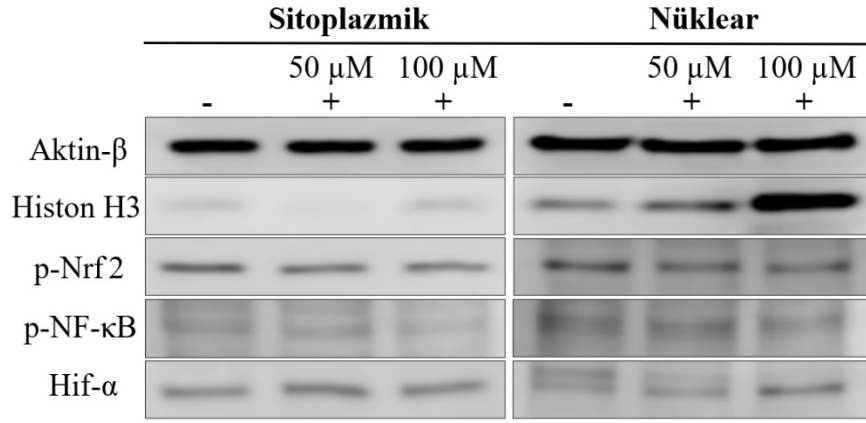 Sitoplazmik Nüklear
50 µM 100 µM 50 µM 100 µM
- + + - + +
Aktin-β
Histon H3
p-Nrf2
p-NF-κB
Hif-α